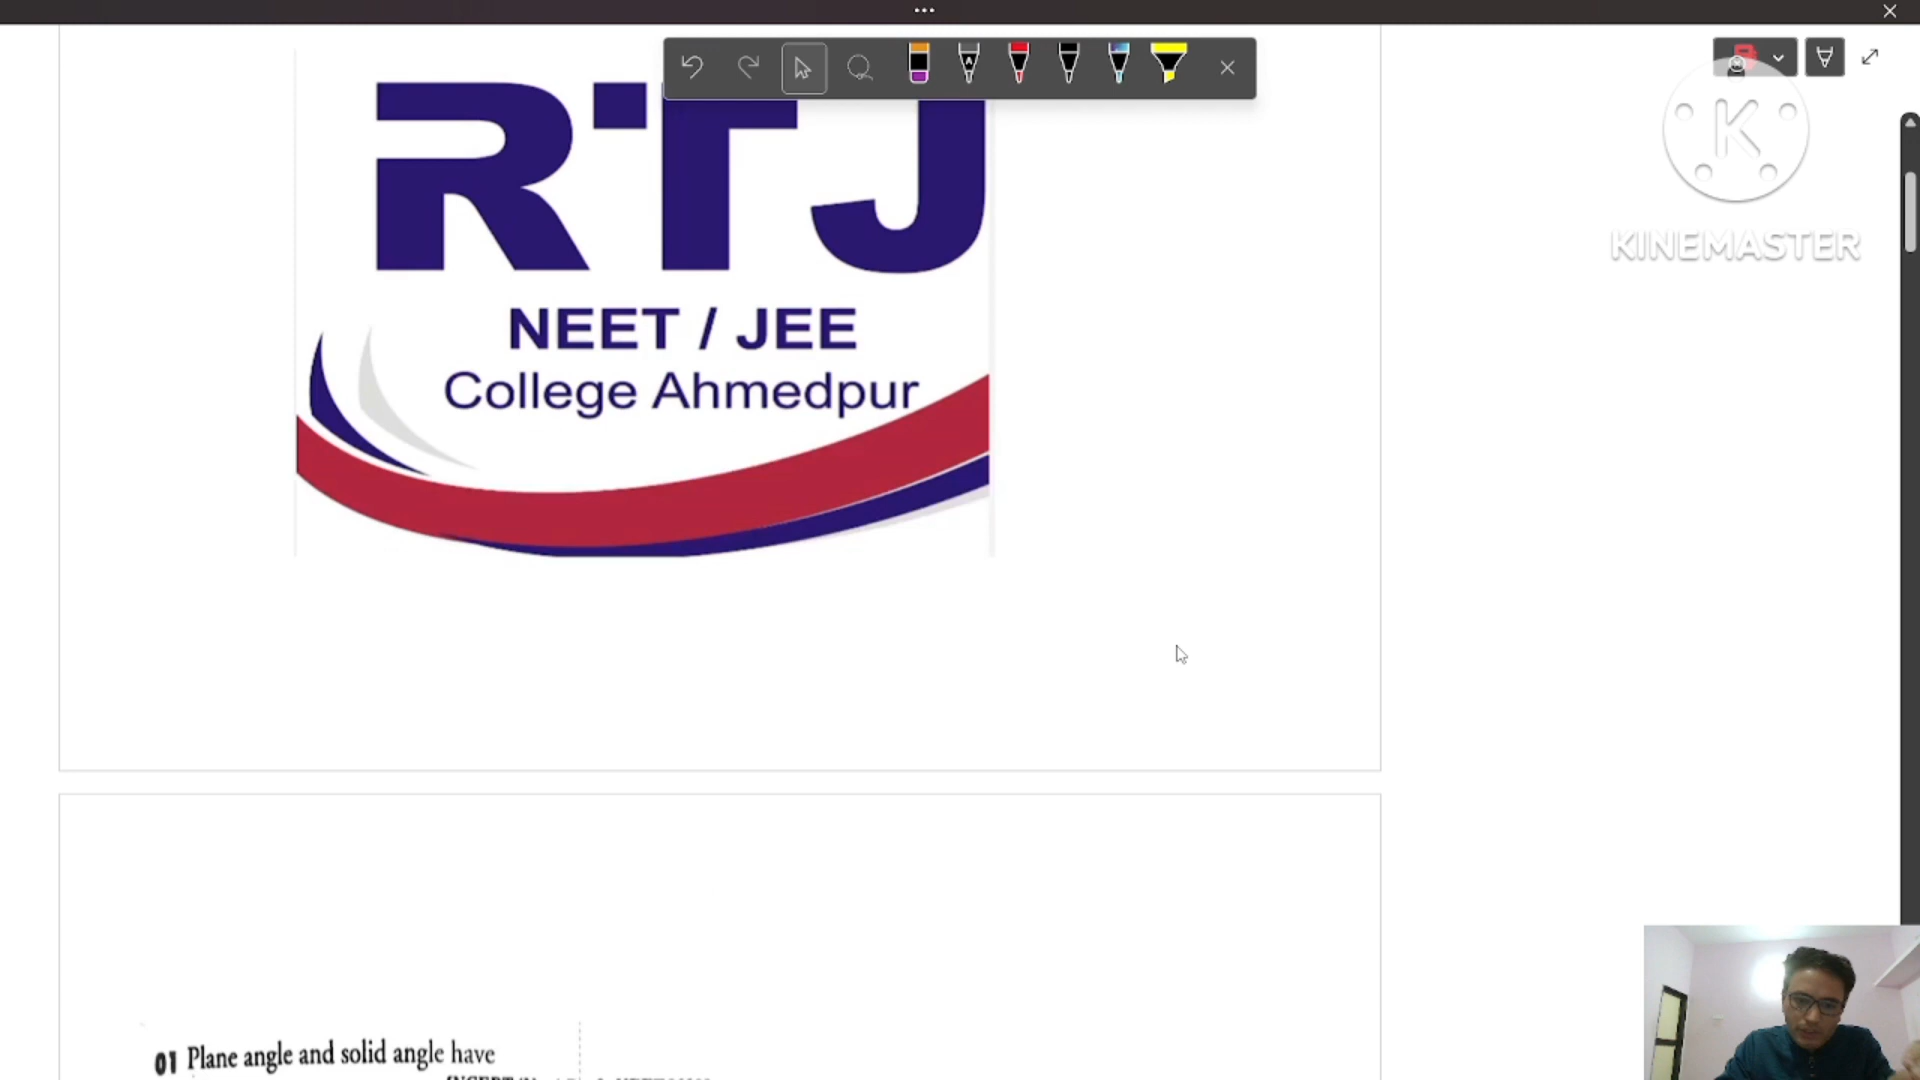 RTJ
NEET / JEE
College Ahmedpur
KINEMASTER
01 Plane angle and solid angle have